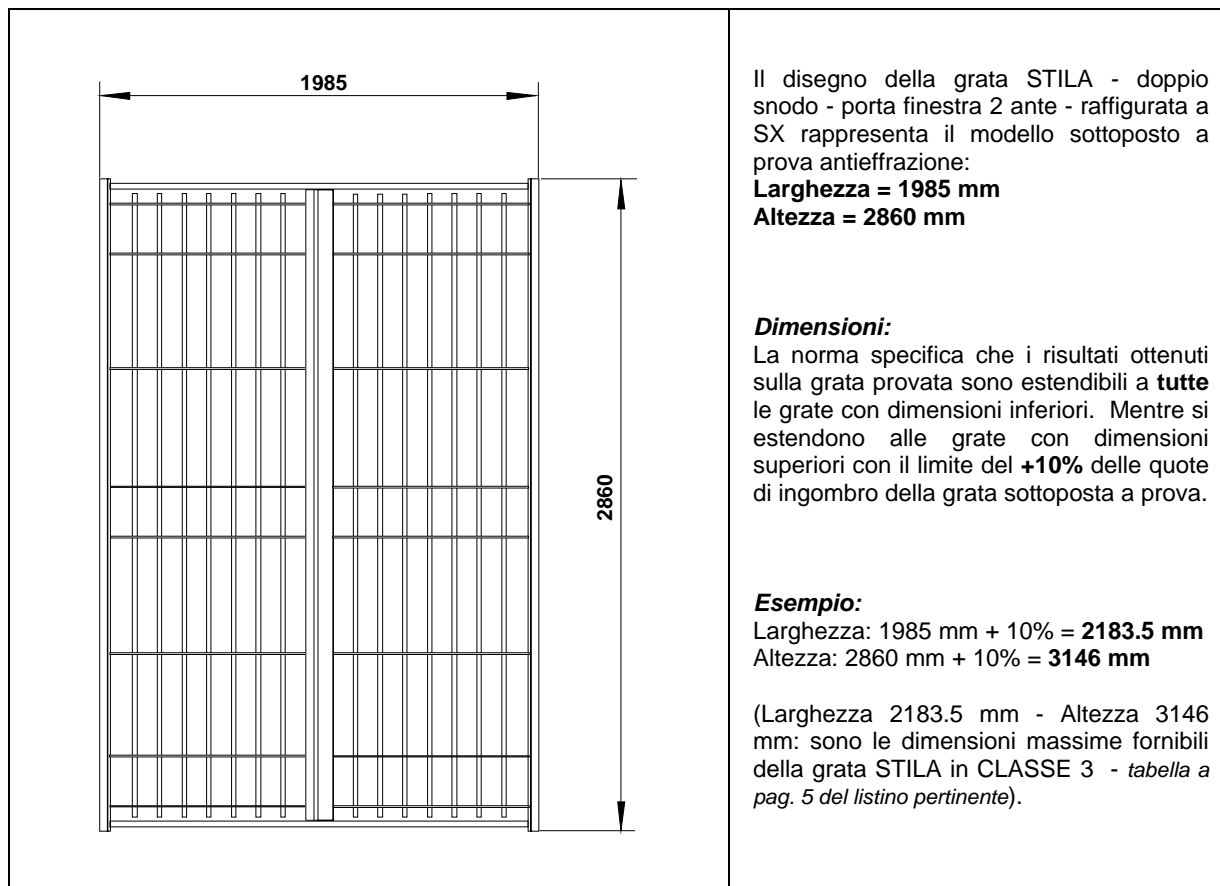 1985
2860
Il disegno della grata STILA - doppio
snodo - porta finestra 2 ante - raffigurata a
SX rappresenta il modello sottoposto a
prova antieffrazione:
Larghezza = 1985 mm
Altezza = 2860 mm
Dimensioni:
La norma specifica che i risultati ottenuti
sulla grata provata sono estendibili a tutte
le grate con dimensioni inferiori. Mentre si
estendono alle grate con dimensioni
superiori con il limite del +10% delle quote
di ingombro della grata sottoposta a prova.
Esempio:
Larghezza: 1985 mm + 10% = 2183.5 mm
Altezza: 2860 mm + 10% = 3146 mm
(Larghezza 2183.5 mm - Altezza 3146
mm: sono le dimensioni massime fornibili
della grata STILA in CLASSE 3 - tabella a
pag. 5 del listino pertinente).